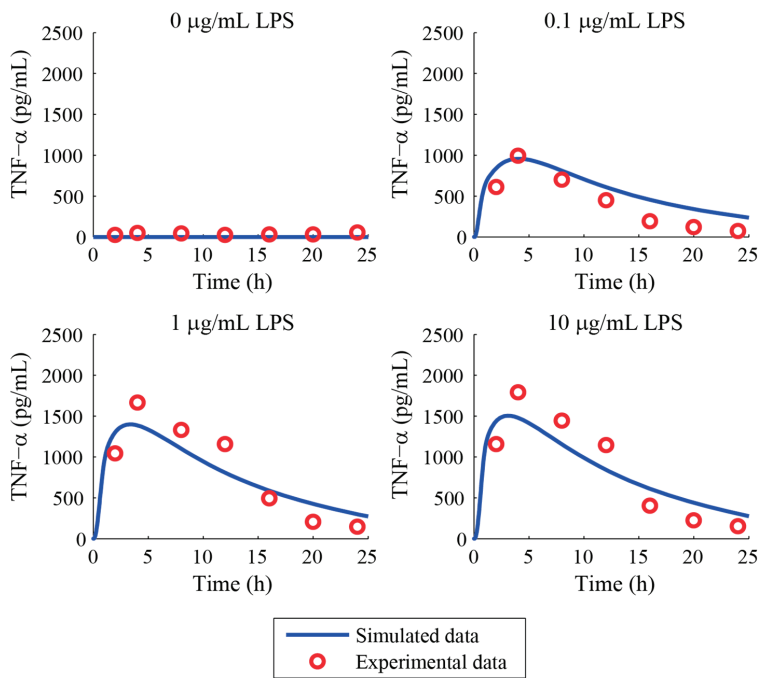 0 μg/mL LPS
TNF−α (pg/mL)
2500
2000
1500
1000
500
0
0 5 10 15 20 25
Time (h)
0.1 μg/mL LPS
TNF−α (pg/mL)
2500
2000
1500
1000
500
0
0 5 10 15 20 25
Time (h)
1 μg/mL LPS
TNF−α (pg/mL)
2500
2000
1500
1000
500
0
0 5 10 15 20 25
Time (h)
10 μg/mL LPS
TNF−α (pg/mL)
2500
2000
1500
1000
500
0
0 5 10 15 20 25
Time (h)
Simulated data
Experimental data